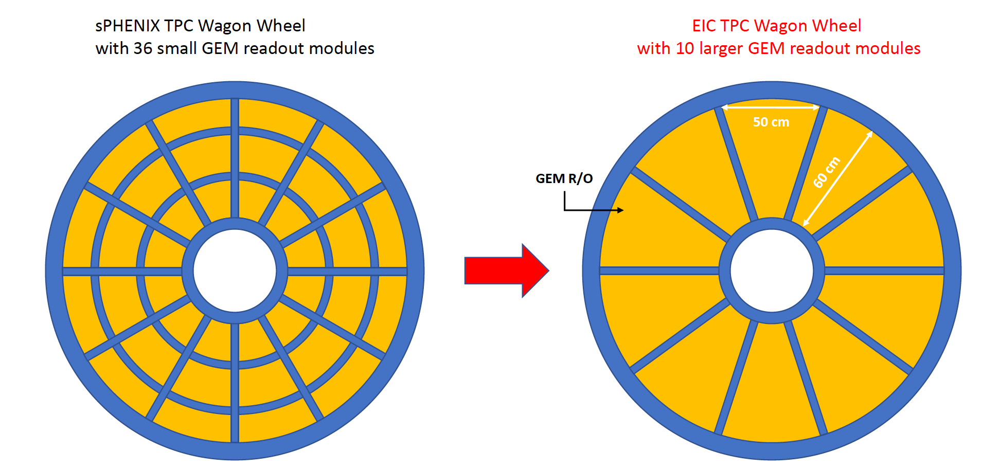 sPHENIX TPC Wagon Wheel
with 36 small GEM readout modules
EIC TPC Wagon Wheel
with 10 larger GEM readout modules
50 cm
60 cm
GEM R/O